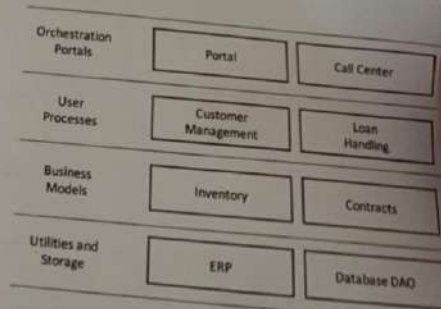 Orchestration
Portals
Portal
Call Center
User
Processes
Customer
Management
Loan
Handling
Business
Models
Inventory
Contracts
Utilities and
Storage
ERP
Database DAO